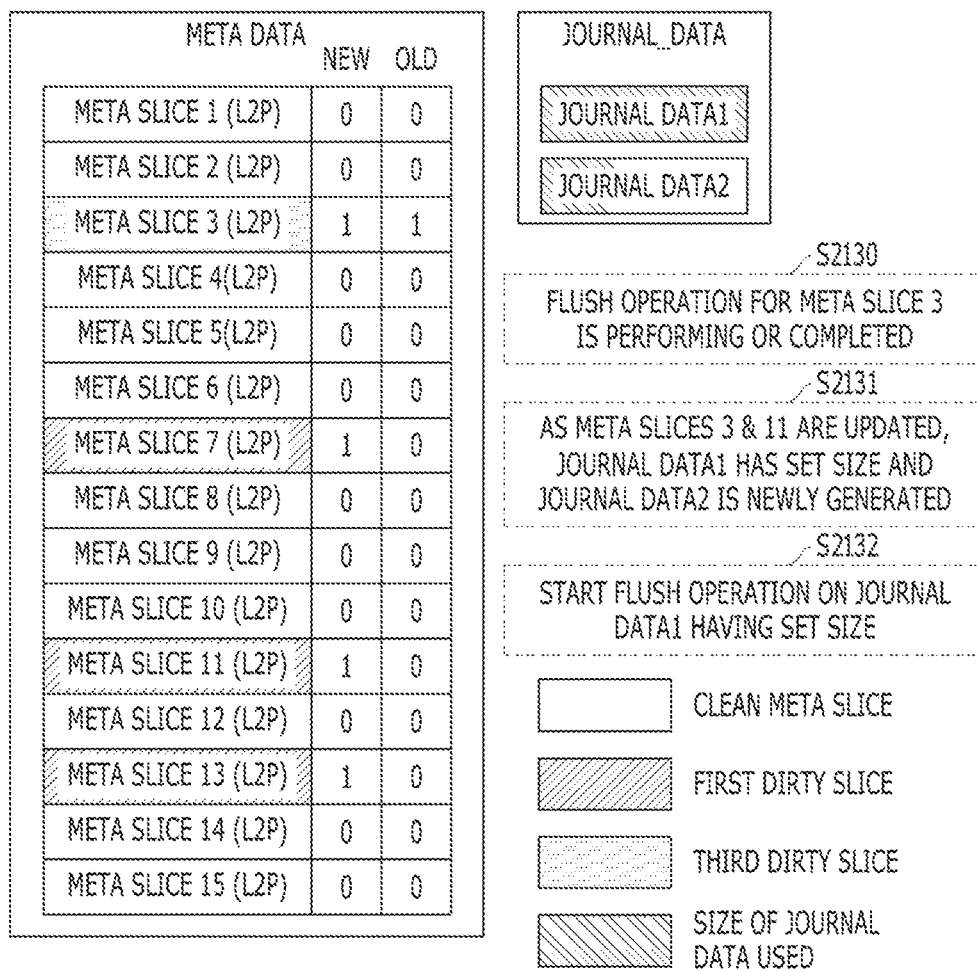 META DATA
NEW OLD
META SLICE 1 (L2P) 0 0
META SLICE 2 (L2P) 0 0
META SLICE 3 (L2P) 1 1
META SLICE 4(L2P) 0 0
META SLICE 5(L2P) 0 0
META SLICE 6 (L2P) 0 0
META SLICE 7 (L2P) 1 0
META SLICE 8 (L2P) 0 0
META SLICE 9 (L2P) 0 0
META SLICE 10 (L2P) 0 0
META SLICE 11 (L2P) 1 0
META SLICE 12 (L2P) 0 0
META SLICE 13 (L2P) 1 0
META SLICE 14 (L2P) 0 0
META SLICE 15 (L2P) 0 0
JOURNAL_DATA
JOURNAL DATA1
JOURNAL DATA2
S2130
FLUSH OPERATION FOR META SLICE 3
IS PERFORMING OR COMPLETED
S2131
AS META SLICES 3 & 11 ARE UPDATED,
JOURNAL DATA1 HAS SET SIZE AND
JOURNAL DATA2 IS NEWLY GENERATED
S2132
START FLUSH OPERATION ON JOURNAL
DATA1 HAVING SET SIZE
CLEAN META SLICE
FIRST DIRTY SLICE
THIRD DIRTY SLICE
SIZE OF JOURNAL
DATA USED